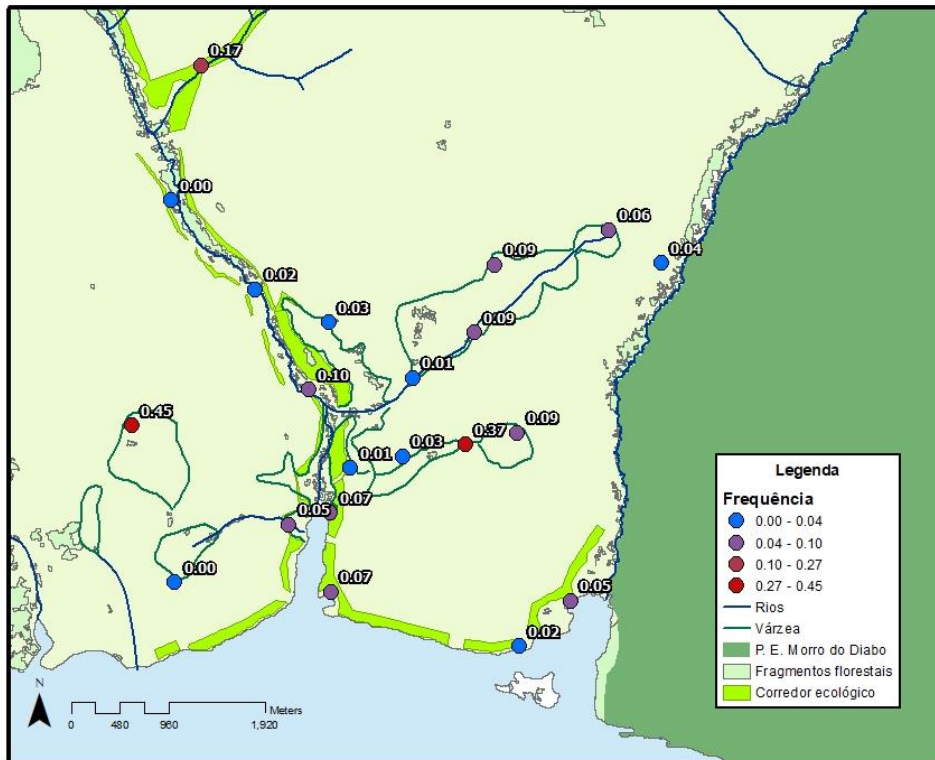 0.17
0.00
0.06
0.09
0.04
0.02
0.03
0.09
0.01
0.10
0.45
0.09
0.37
0.03
0.01
0.07
0.05
0.00
0.07
0.05
0.02
Legenda
Frequência
0.00 - 0.04
0.04 - 0.10
0.10 - 0.27
0.27 - 0.45
Rios
Várzea
P. E. Morro do Diabo
Fragmentos florestais
Corredor ecológico
N
Meters
0 480 960 1,920